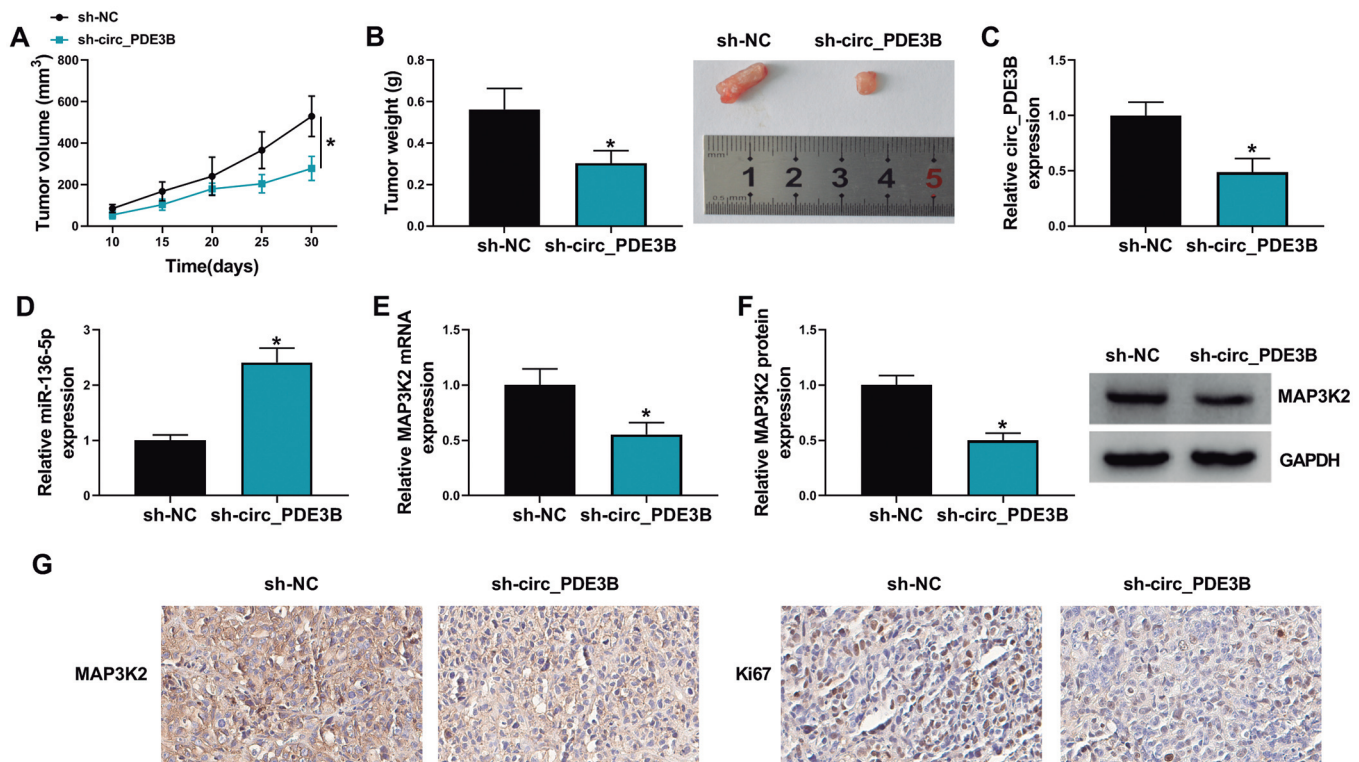 sh-NC
sh-circ_PDE3B
A
Tumor volume (mm3)
800
600
400
200
0
10 15 20 25 30
Time(days)
*
B
Tumor weight (g)
0.8
0.6
0.4
0.2
0.0
*
sh-NC sh-circ_PDE3B
sh-NC sh-circ_PDE3B
mm
1 2 3 4 5
0.5 mm
C
Relative circ_PDE3B
expression
1.5
1.0
0.5
0.0
*
sh-NC sh-circ_PDE3B
D
Relative miR-136-5p
expression
3
2
1
0
*
sh-NC sh-circ_PDE3B
E
Relative MAP3K2 mRNA
expression
1.5
1.0
0.5
0.0
*
sh-NC sh-circ_PDE3B
F
Relative MAP3K2 protein
expression
1.5
1.0
0.5
0.0
*
sh-NC sh-circ_PDE3B
sh-NC sh-circ_PDE3B
MAP3K2
GAPDH
G
sh-NC sh-circ_PDE3B
MAP3K2
sh-NC sh-circ_PDE3B
Ki67